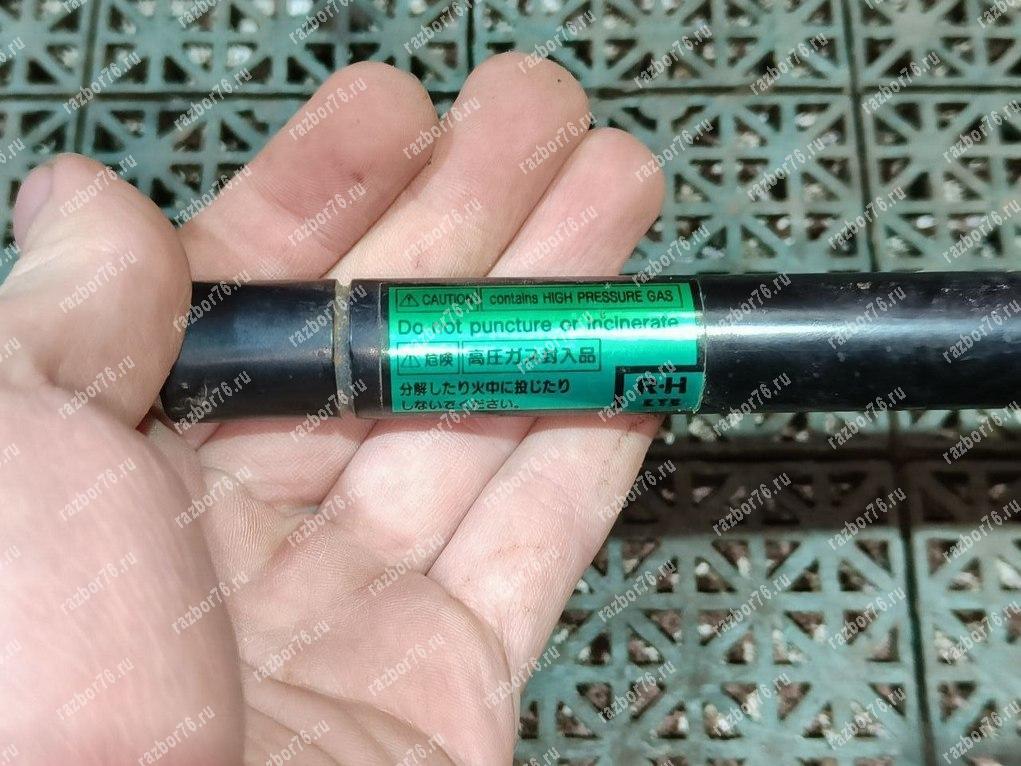 ⚠ CAUTION contains HIGH PRESSURE GAS
Do not puncture or incinerate
⚠ 危険 高圧ガス封入品
分解したり火中に投じたり
しないでください。
R·H
razbor76.ru